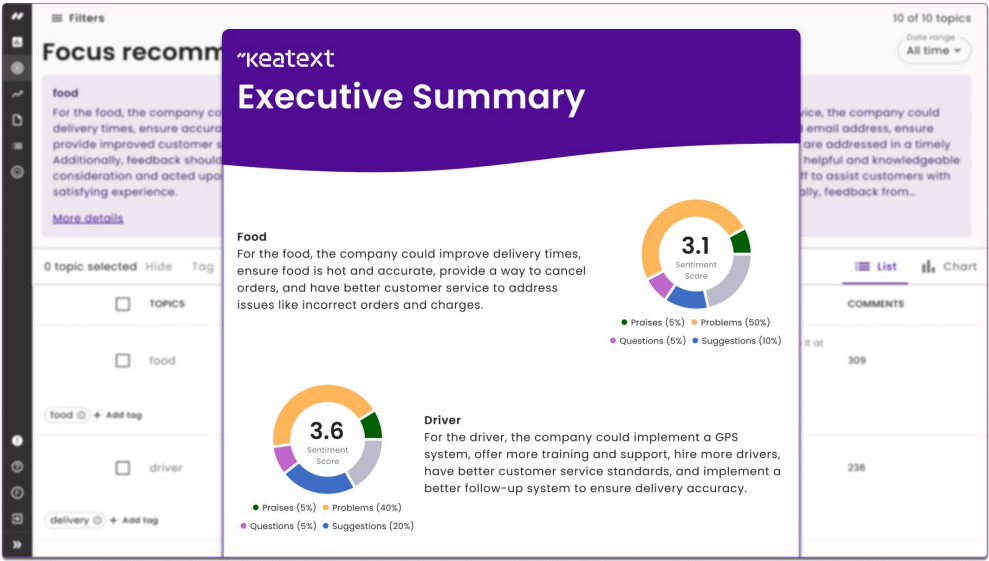 Filters
10 of 10 topics
Focus recomm
Date range
All time
food
For the food, the company co
delivery times, ensure accura
provide improved customer s
Additionally, feedback should
consideration and acted upo
satisfying experience.
More details
vice, the company could
email address, ensure
are addressed in a timely
helpful and knowledgeable
ff to assist customers with
ally, feedback from...
"Keatext
Executive Summary
Food
For the food, the company could improve delivery times,
ensure food is hot and accurate, provide a way to cancel
orders, and have better customer service to address
issues like incorrect orders and charges.
3.1
Sentiment
Score
Praises (5%) Problems (50%)
Questions (5%) Suggestions (10%)
0 topic selected Hide Tag
List Chart
TOPICS
COMMENTS
food
it at
309
food + Add tag
3.6
Sentiment
Score
Praises (5%) Problems (40%)
Questions (5%) Suggestions (20%)
Driver
For the driver, the company could implement a GPS
system, offer more training and support, hire more drivers,
have better customer service standards, and implement a
better follow-up system to ensure delivery accuracy.
driver
236
delivery + Add tag